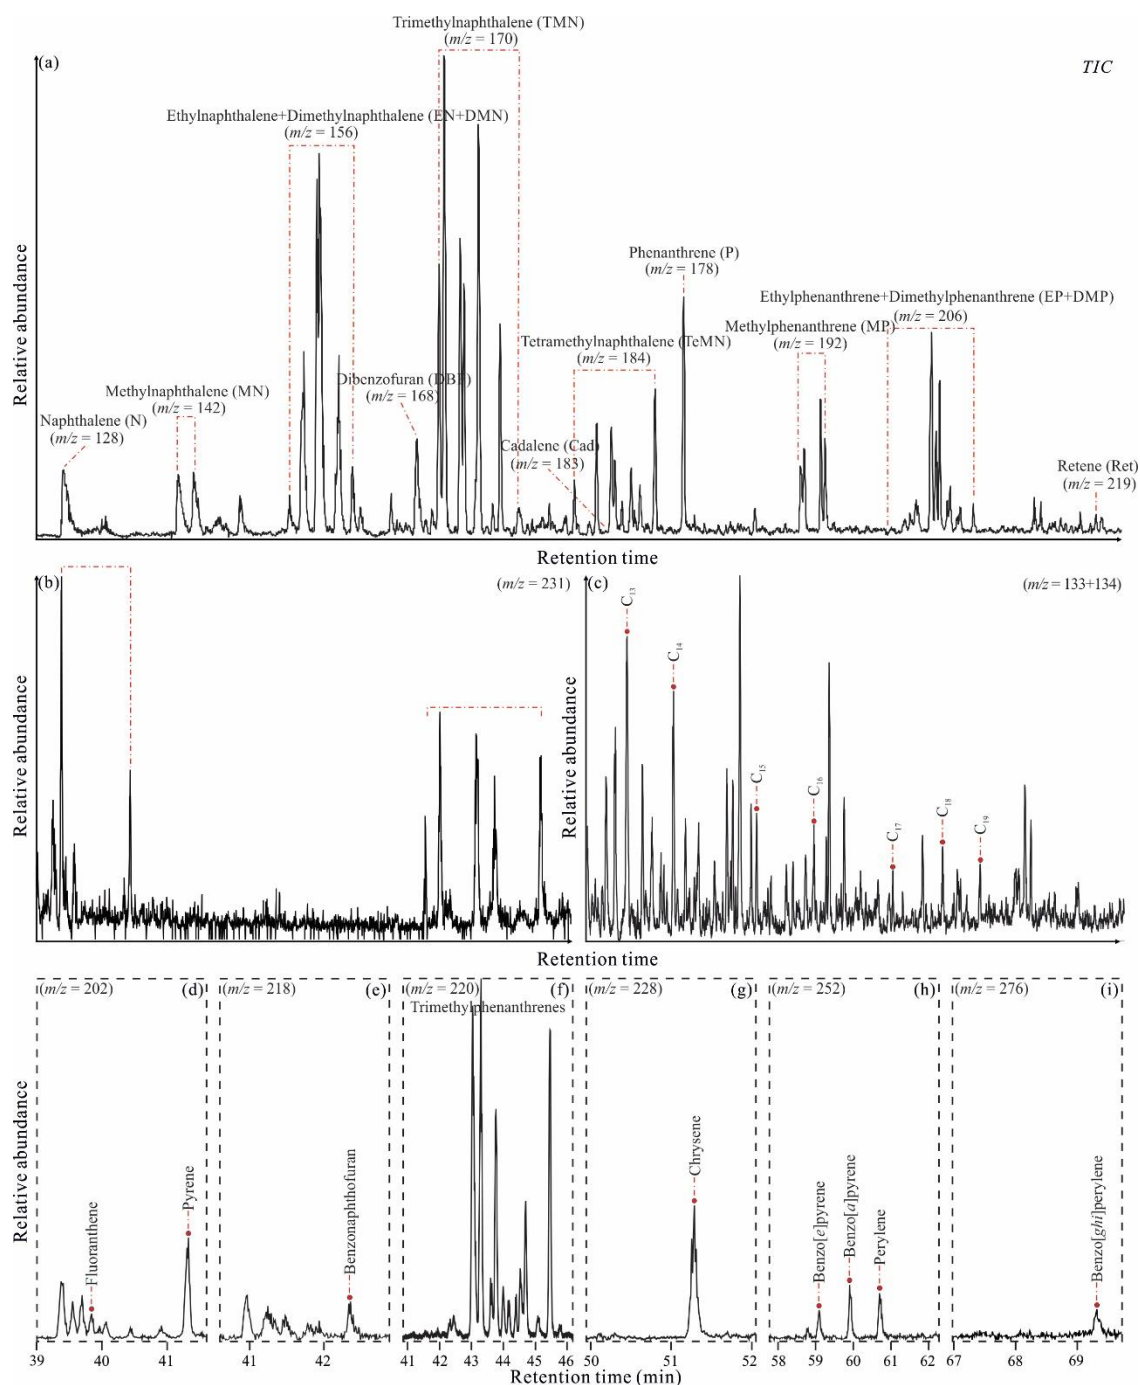 Trimethylnaphthalene (TMN)
(m/z = 170)
(a)
TIC
Ethylnaphthalene+Dimethylnaphthalene (EN+DMN)
(m/z = 156)
Phenanthrene (P)
(m/z = 178)
Ethylphenanthrene+Dimethylphenanthrene (EP+DMP)
(m/z = 206)
Methylphenanthrene (MP)
(m/z = 192)
Tetramethylnaphthalene (TeMN)
(m/z = 184)
Dibenzofuran (DBF)
(m/z = 168)
Methylnaphthalene (MN)
(m/z = 142)
Naphthalene (N)
(m/z = 128)
Cadalene (Cad)
(m/z = 183)
Retene (Ret)
(m/z = 219)
Relative abundance
Retention time
(b)
(m/z = 231)
Relative abundance
(c)
(m/z = 133+134)
C13
C14
C15
C16
C17
C18
C19
Relative abundance
Retention time
(m/z = 202)
(d)
Fluoranthene
Pyrene
(m/z = 218)
(e)
Benzonaphthofuran
(m/z = 220)
(f)
Trimethylphenanthrenes
(m/z = 228)
(g)
Chrysene
(m/z = 252)
(h)
Benzo[e]pyrene
Benzo[a]pyrene
Perylene
(m/z = 276)
(i)
Benzo[ghi]perylene
Relative abundance
39 40 41 41 42 41 42 43 44 45 46 50 51 52 58 59 60 61 62 67 68 69
Retention time (min)